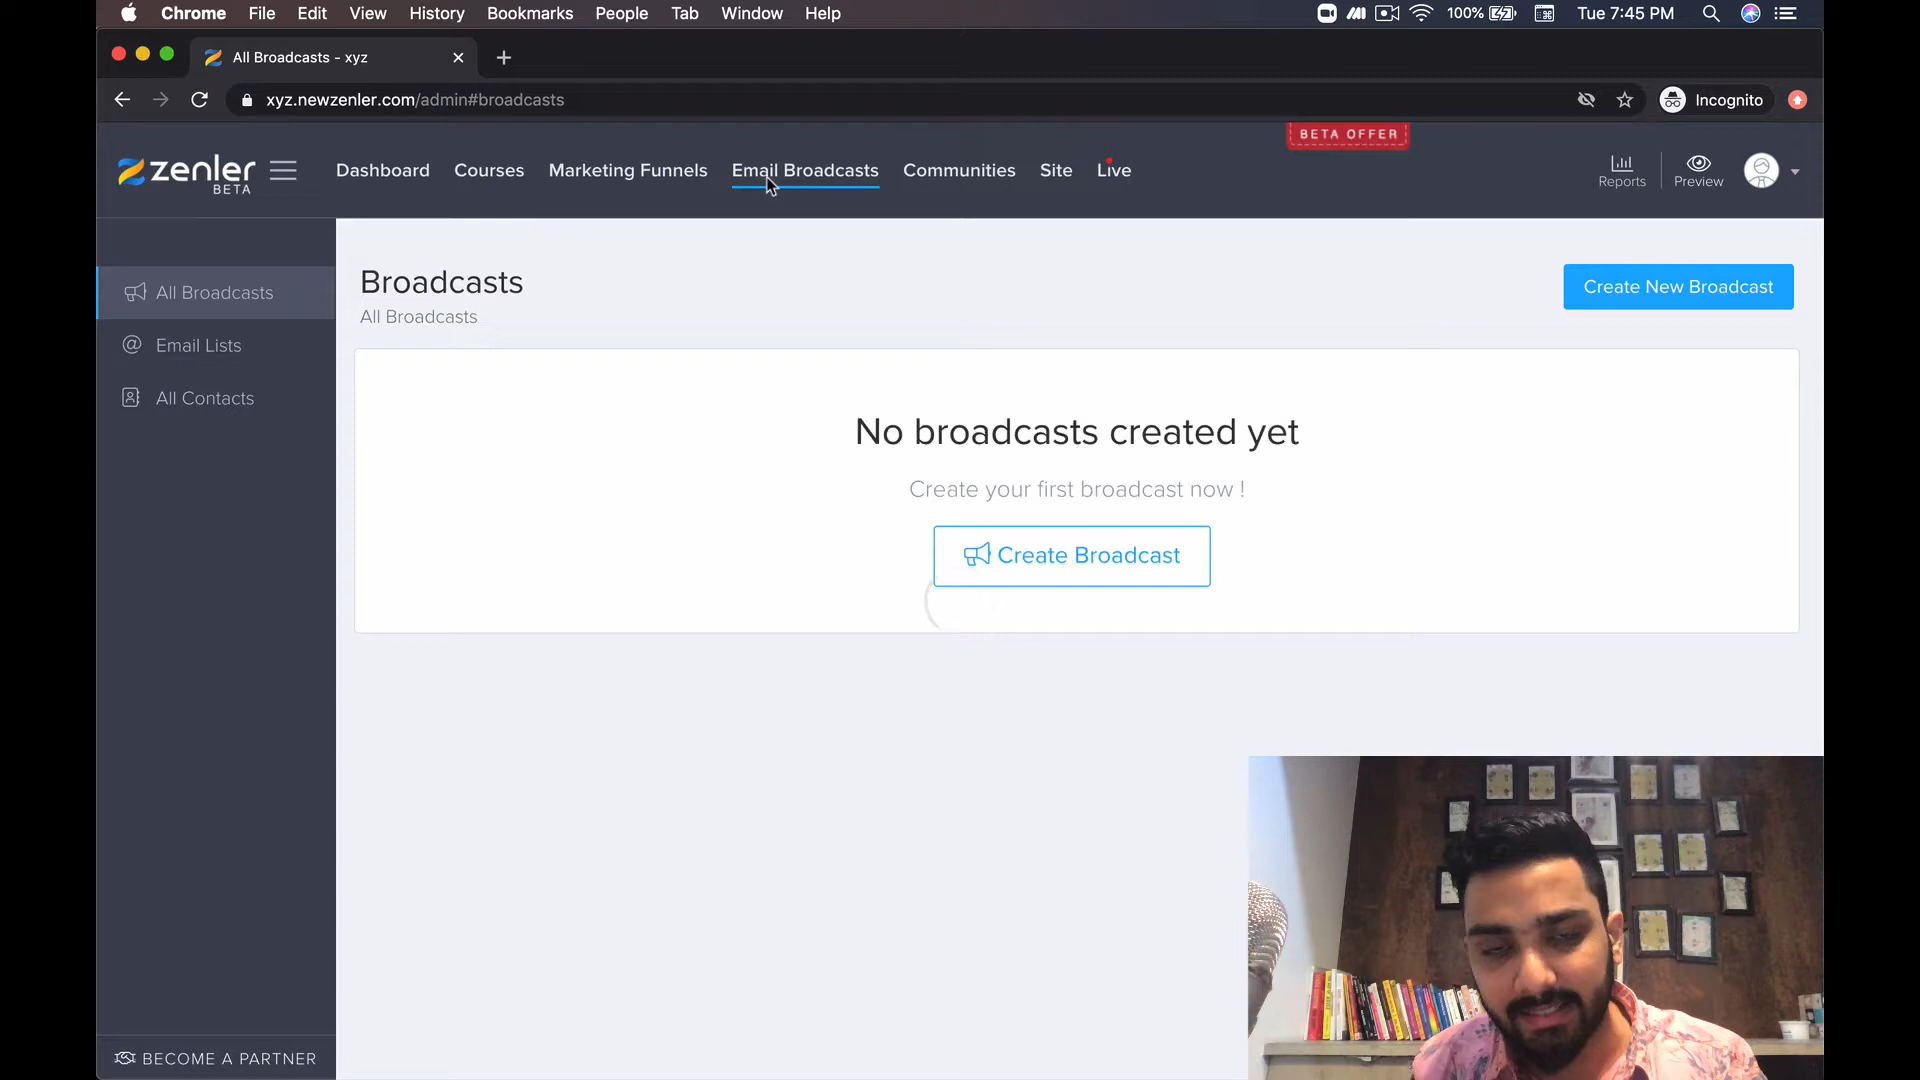 Chrome File Edit View History Bookmarks People Tab Window Help 100% Tue 7:45 PM
All Broadcasts - xyz
xyz.newzenler.com/admin#broadcasts Incognito
BETA OFFER
zenler BETA Dashboard Courses Marketing Funnels Email Broadcasts Communities Site Live Reports Preview
All Broadcasts
Email Lists
All Contacts
BECOME A PARTNER
Broadcasts
All Broadcasts
Create New Broadcast
No broadcasts created yet
Create your first broadcast now !
Create Broadcast